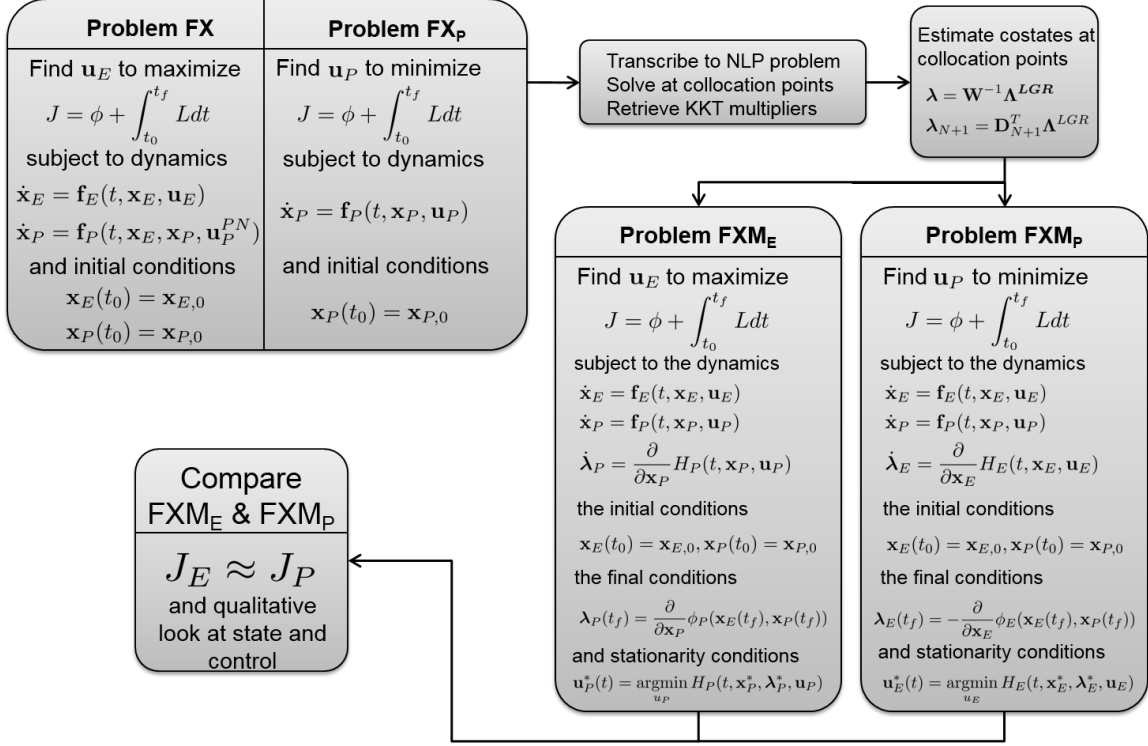 Problem FX
Find u_E to maximize
J = φ + ∫_{t_0}^{t_f} Ldt
subject to dynamics
ẋ_E = f_E(t, x_E, u_E)
ẋ_P = f_P(t, x_E, x_P, u_P^{PN})
and initial conditions
x_E(t_0) = x_{E,0}
x_P(t_0) = x_{P,0}
Problem FX_P
Find u_P to minimize
J = φ + ∫_{t_0}^{t_f} Ldt
subject to dynamics
ẋ_P = f_P(t, x_P, u_P)
and initial conditions
x_P(t_0) = x_{P,0}
Transcribe to NLP problem
Solve at collocation points
Retrieve KKT multipliers
Estimate costates at
collocation points
λ = W^{-1}Λ^{LGR}
λ_{N+1} = D_{N+1}^T Λ^{LGR}
Problem FXM_E
Find u_E to maximize
J = φ + ∫_{t_0}^{t_f} Ldt
subject to the dynamics
ẋ_E = f_E(t, x_E, u_E)
ẋ_P = f_P(t, x_P, u_P)
λ̇_P = ∂/∂x_P H_P(t, x_P, u_P)
the initial conditions
x_E(t_0) = x_{E,0}, x_P(t_0) = x_{P,0}
the final conditions
λ_P(t_f) = ∂/∂x_P φ_P(x_E(t_f), x_P(t_f))
and stationarity conditions
u_P^*(t) = argmin_{u_P} H_P(t, x_P^*, λ_P^*, u_P)
Problem FXM_P
Find u_P to minimize
J = φ + ∫_{t_0}^{t_f} Ldt
subject to the dynamics
ẋ_E = f_E(t, x_E, u_E)
ẋ_P = f_P(t, x_P, u_P)
λ̇_E = ∂/∂x_E H_E(t, x_E, u_E)
the initial conditions
x_E(t_0) = x_{E,0}, x_P(t_0) = x_{P,0}
the final conditions
λ_E(t_f) = −∂/∂x_E φ_E(x_E(t_f), x_P(t_f))
and stationarity conditions
u_E^*(t) = argmin_{u_E} H_E(t, x_E^*, λ_E^*, u_E)
Compare
FXM_E & FXM_P
J_E ≈ J_P
and qualitative
look at state and
control